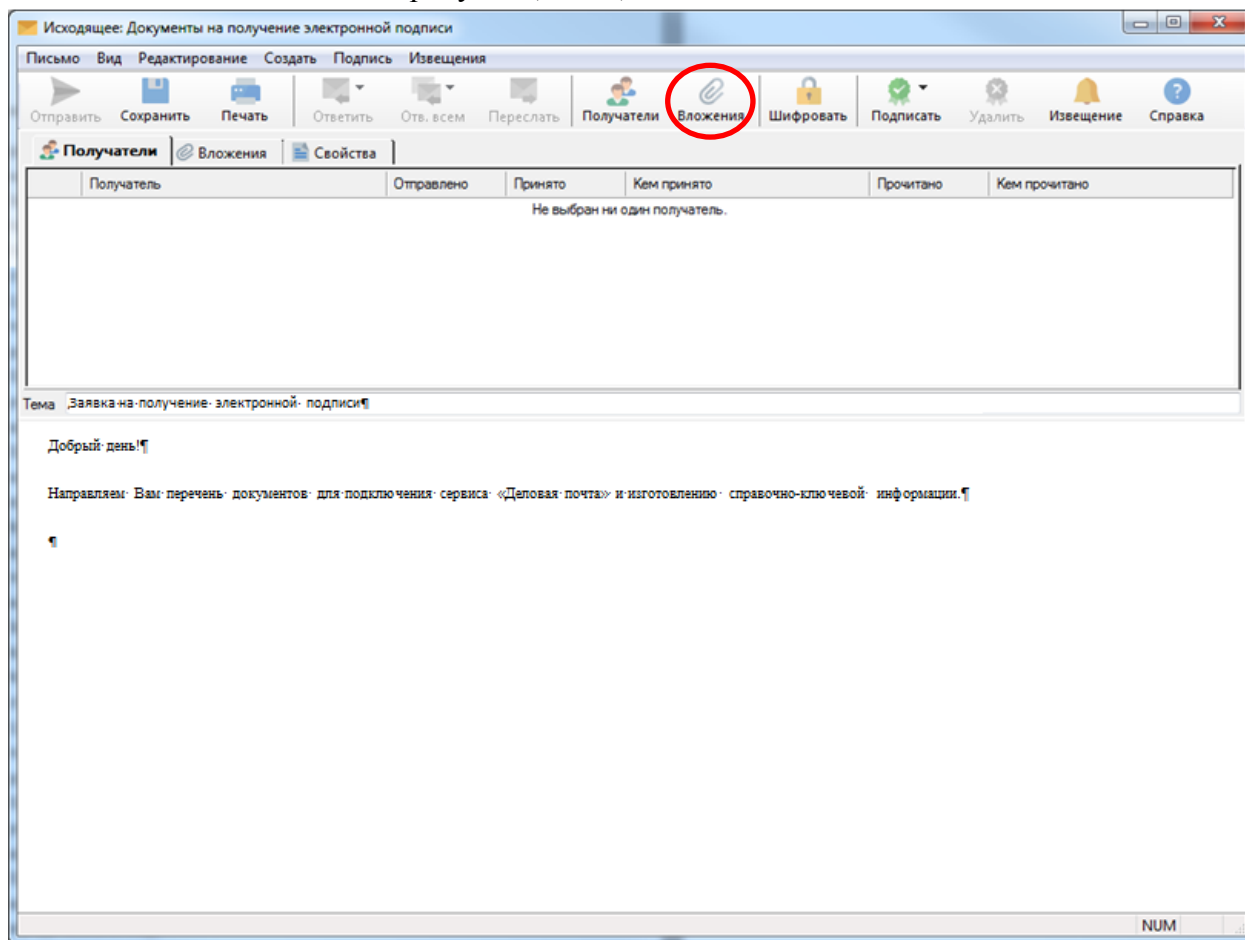 Исходящее: Документы на получение электронной подписи
Письмо Вид Редактирование Создать Подпись Извещения
Отправить Сохранить Печать Ответить Отв. всем Переслать Получатели Вложения Шифровать Подписать Удалить Извещение Справка
Получатели Вложения Свойства
Получатель Отправлено Принято Кем принято Прочитано Кем прочитано
Не выбран ни один получатель.
Тема Заявка·на·получение·электронной·подписи¶
Добрый·день!¶
Направляем·Вам·перечень·документов·для·подключения·сервиса·«Деловая·почта»·и·изготовлению·справочно-ключевой·информации.¶
¶
NUM